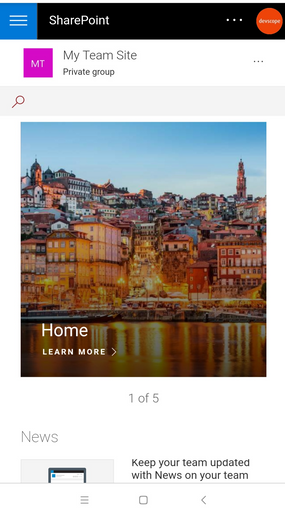 SharePoint
devscope
MT
My Team Site
Private group
Home
LEARN MORE
1 of 5
News
Keep your team updated
with News on your team